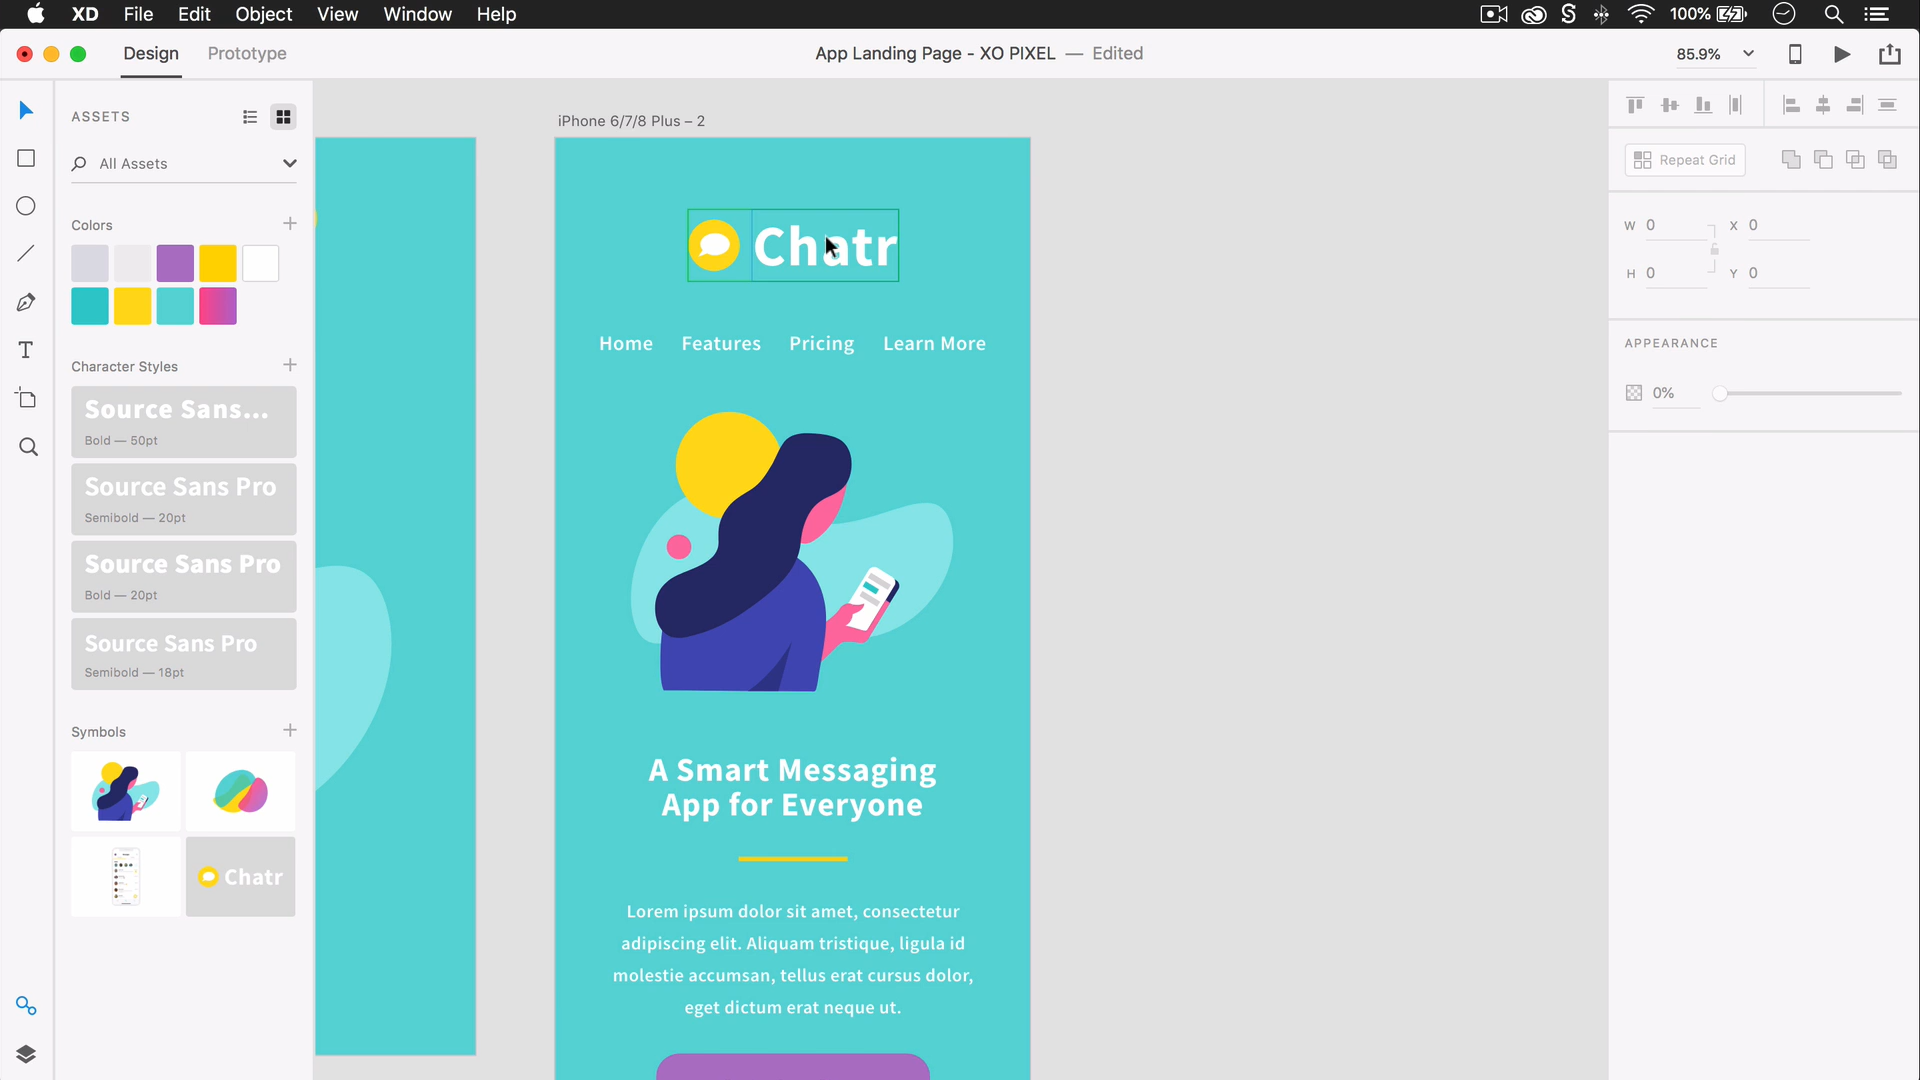 XD File Edit Object View Window Help
100%
Design Prototype
App Landing Page - XO PIXEL — Edited
85.9%
ASSETS
All Assets
Colors
Character Styles
Source Sans...
Bold — 50pt
Source Sans Pro
Semibold — 20pt
Source Sans Pro
Bold — 20pt
Source Sans Pro
Semibold — 18pt
Symbols
Chatr
iPhone 6/7/8 Plus – 2
Chatr
Home Features Pricing Learn More
A Smart Messaging
App for Everyone
Lorem ipsum dolor sit amet, consectetur
adipiscing elit. Aliquam tristique, ligula id
molestie accumsan, tellus erat cursus dolor,
eget dictum erat neque ut.
Repeat Grid
W 0 X 0
H 0 Y 0
APPEARANCE
0%